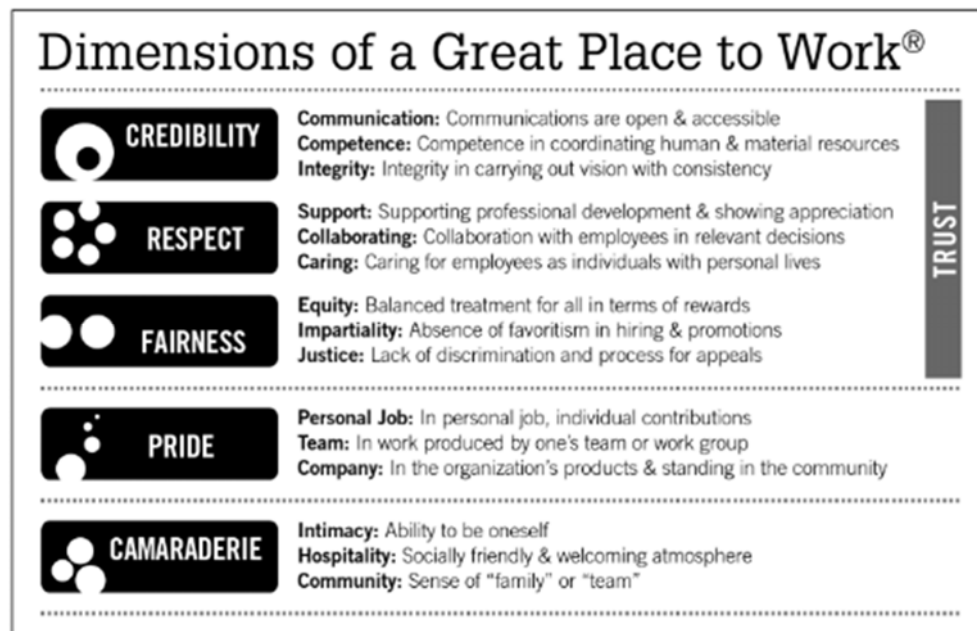 Dimensions of a Great Place to Work®
CREDIBILITY
Communication: Communications are open & accessible
Competence: Competence in coordinating human & material resources
Integrity: Integrity in carrying out vision with consistency
RESPECT
Support: Supporting professional development & showing appreciation
Collaborating: Collaboration with employees in relevant decisions
Caring: Caring for employees as individuals with personal lives
FAIRNESS
Equity: Balanced treatment for all in terms of rewards
Impartiality: Absence of favoritism in hiring & promotions
Justice: Lack of discrimination and process for appeals
TRUST
PRIDE
Personal Job: In personal job, individual contributions
Team: In work produced by one's team or work group
Company: In the organization's products & standing in the community
CAMARADERIE
Intimacy: Ability to be oneself
Hospitality: Socially friendly & welcoming atmosphere
Community: Sense of "family" or "team"